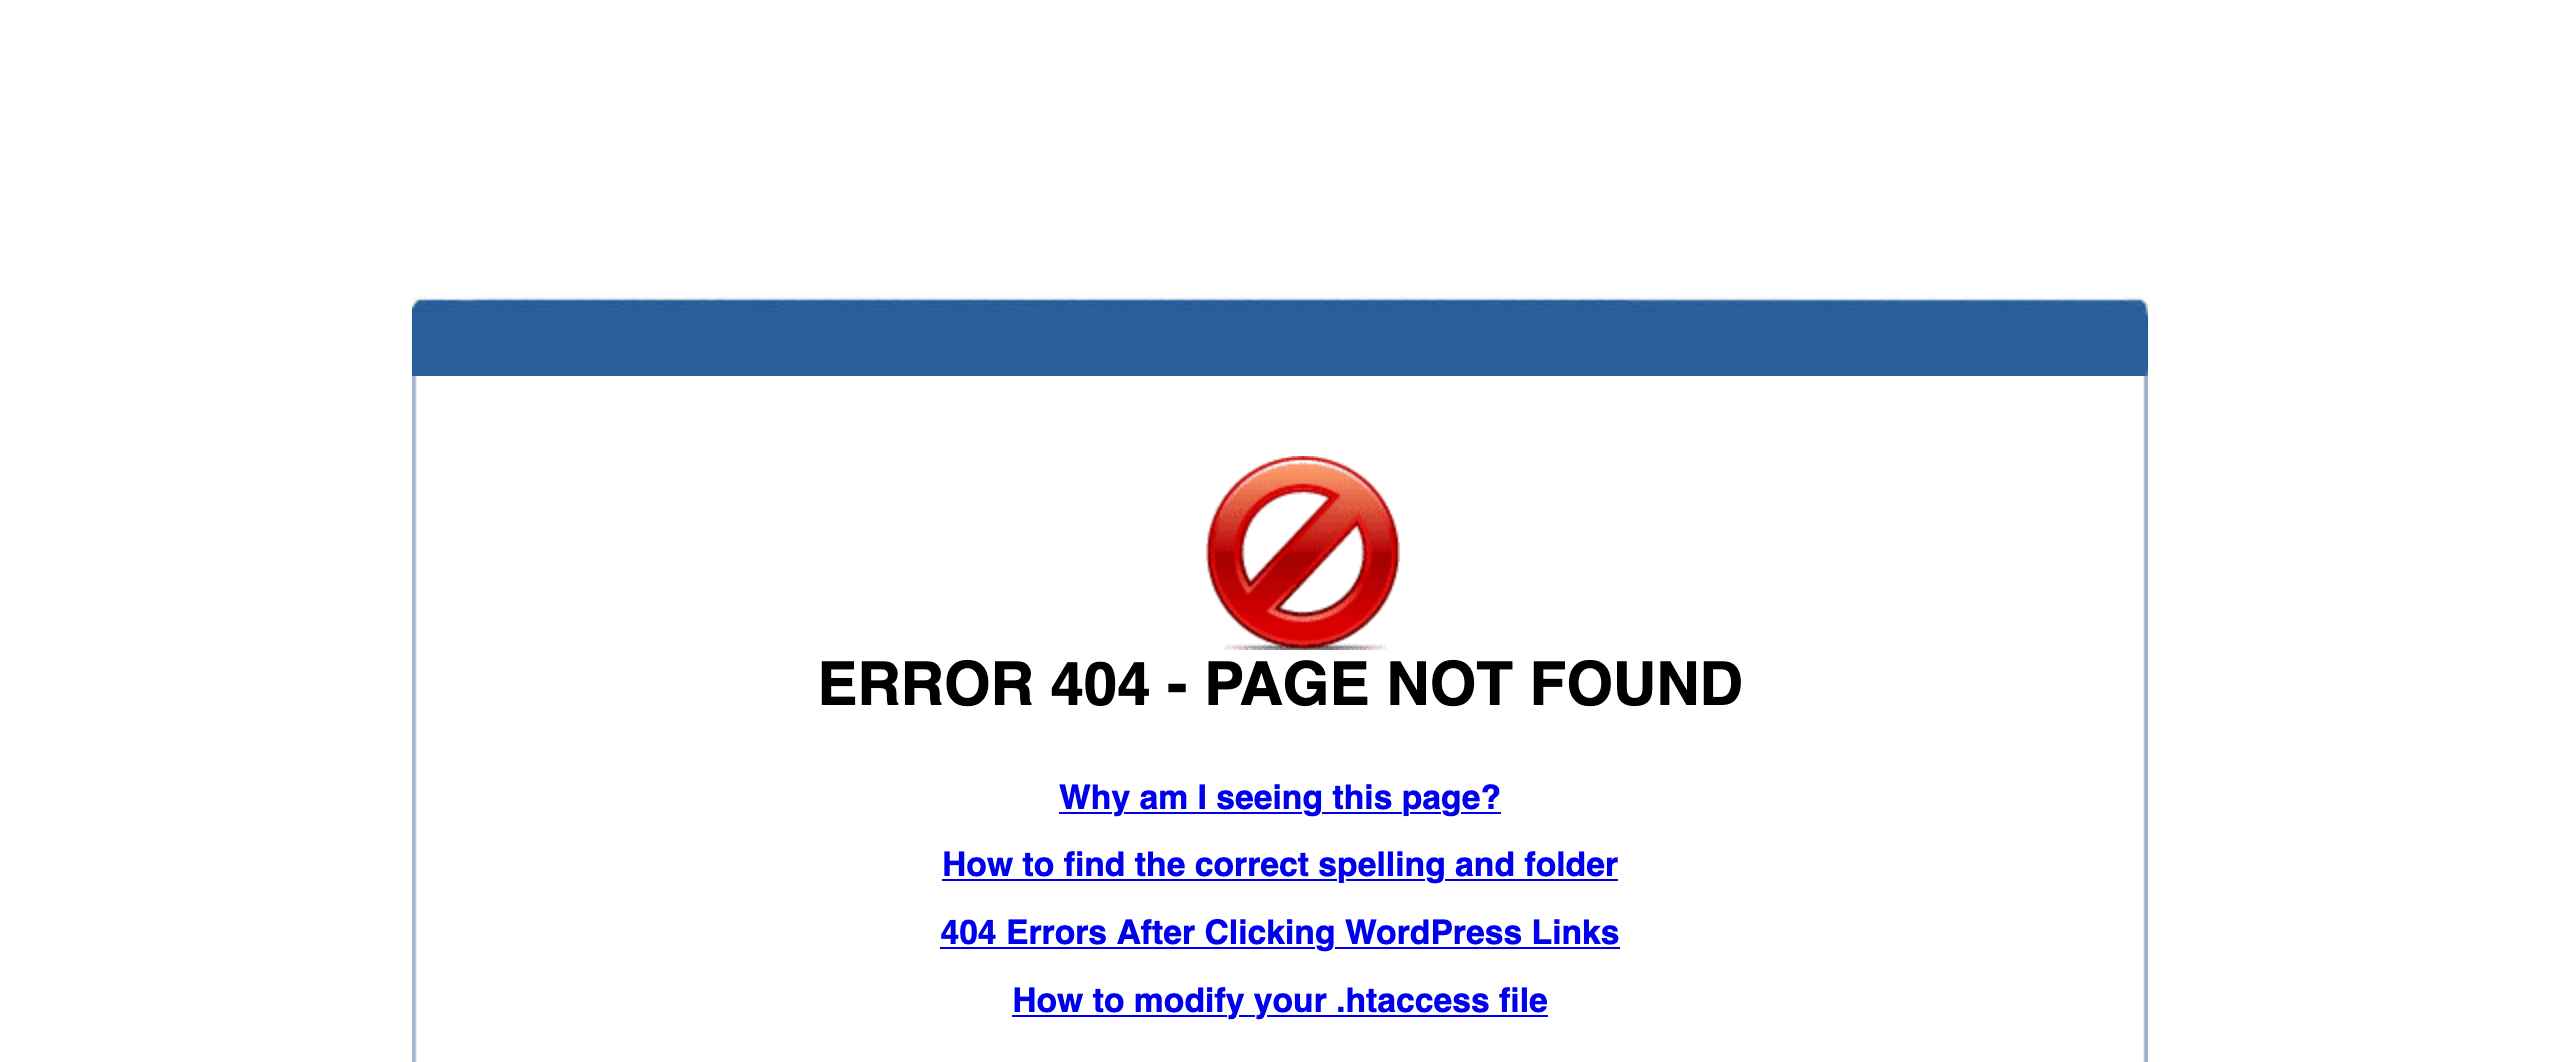 ERROR 404 - PAGE NOT FOUND
Why am I seeing this page?
How to find the correct spelling and folder
404 Errors After Clicking WordPress Links
How to modify your .htaccess file